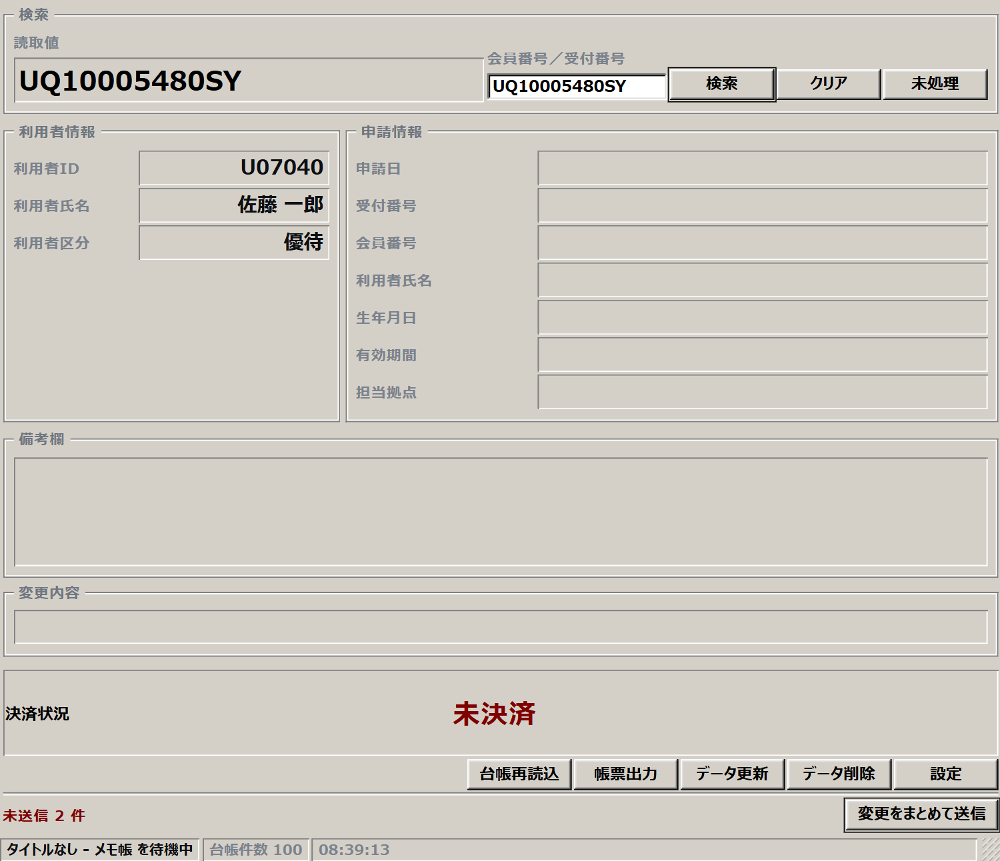 検索
読取値
UQ10005480SY
会員番号／受付番号
UQ10005480SY
検索
クリア
未処理
利用者情報
利用者ID
U07040
利用者氏名
佐藤 一郎
利用者区分
優待
申請情報
申請日
受付番号
会員番号
利用者氏名
生年月日
有効期間
担当拠点
備考欄
変更内容
決済状況
未決済
台帳再読込
帳票出力
データ更新
データ削除
設定
未送信 2 件
変更をまとめて送信
タイトルなし - メモ帳 を待機中
台帳件数 100
08:39:13